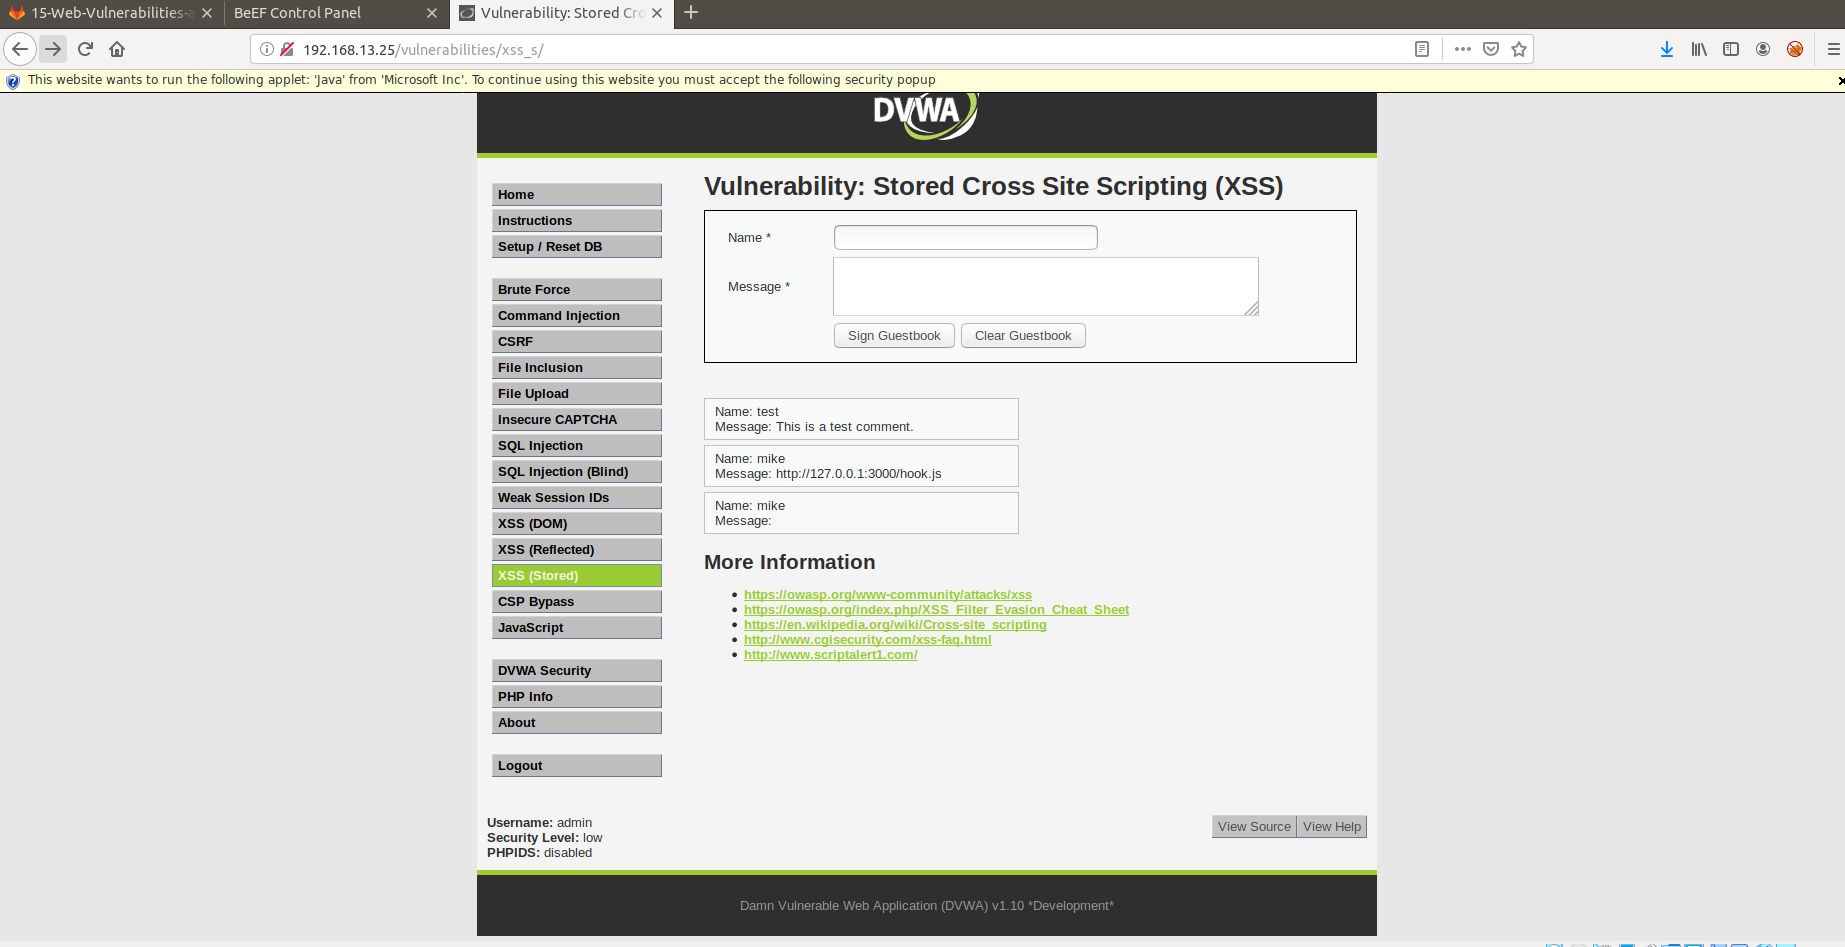 15-Web-Vulnerabilities-a
BeEF Control Panel
Vulnerability: Stored Cro
192.168.13.25/vulnerabilities/xss_s/
This website wants to run the following applet: 'Java' from 'Microsoft Inc'. To continue using this website you must accept the following security popup
DVWA
Home
Instructions
Setup / Reset DB
Brute Force
Command Injection
CSRF
File Inclusion
File Upload
Insecure CAPTCHA
SQL Injection
SQL Injection (Blind)
Weak Session IDs
XSS (DOM)
XSS (Reflected)
XSS (Stored)
CSP Bypass
JavaScript
DVWA Security
PHP Info
About
Logout
Vulnerability: Stored Cross Site Scripting (XSS)
Name *
Message *
Sign Guestbook Clear Guestbook
Name: test
Message: This is a test comment.
Name: mike
Message: http://127.0.0.1:3000/hook.js
Name: mike
Message:
More Information
https://owasp.org/www-community/attacks/xss
https://owasp.org/index.php/XSS_Filter_Evasion_Cheat_Sheet
https://en.wikipedia.org/wiki/Cross-site_scripting
http://www.cgisecurity.com/xss-faq.html
http://www.scriptalert1.com/
Username: admin
Security Level: low
PHPIDS: disabled
View Source View Help
Damn Vulnerable Web Application (DVWA) v1.10 *Development*